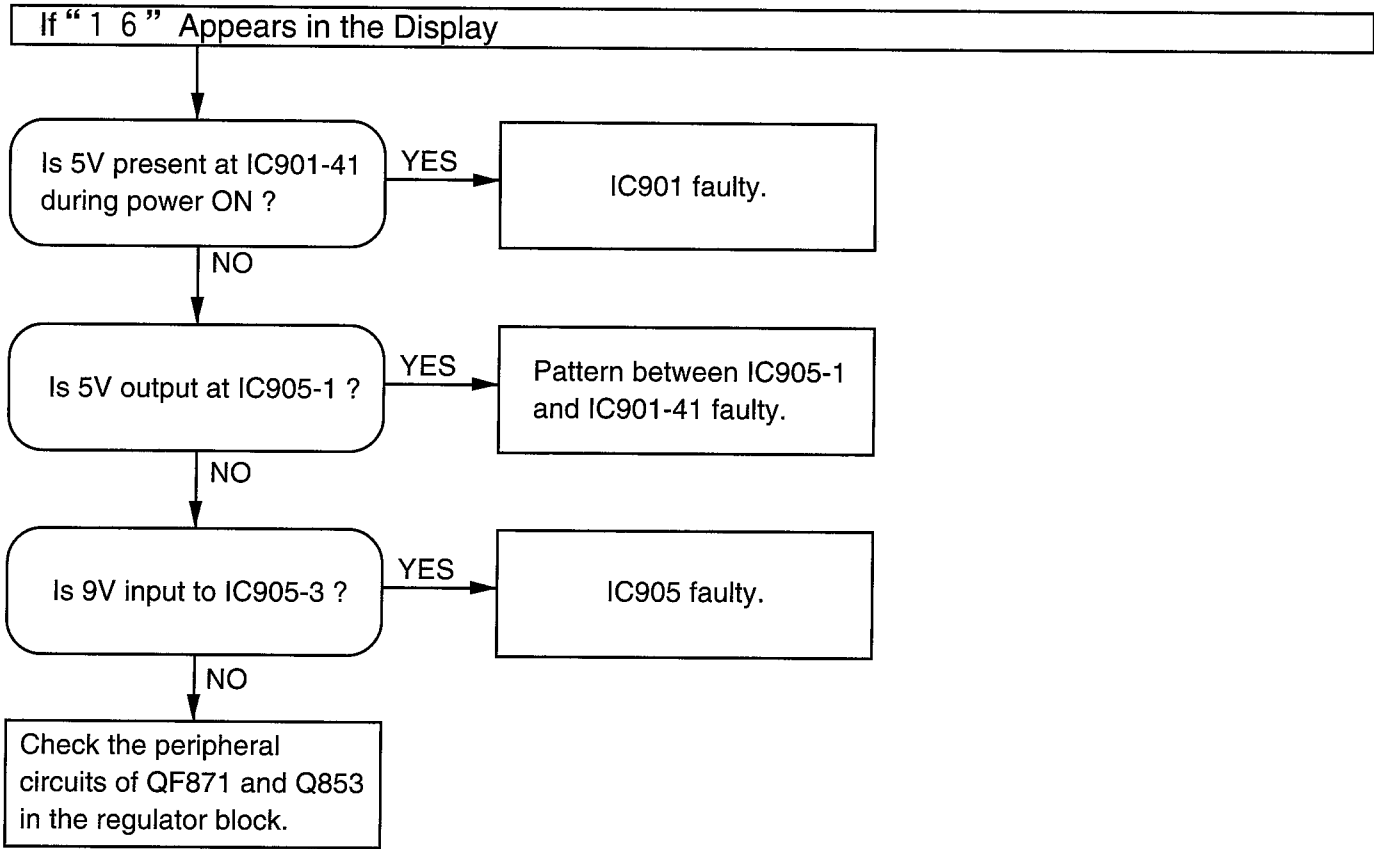 If “ 1 6 ” Appears in the Display
Is 5V present at IC901-41
during power ON ?
YES
IC901 faulty.
NO
Is 5V output at IC905-1 ?
YES
Pattern between IC905-1
and IC901-41 faulty.
NO
Is 9V input to IC905-3 ?
YES
IC905 faulty.
NO
Check the peripheral
circuits of QF871 and Q853
in the regulator block.